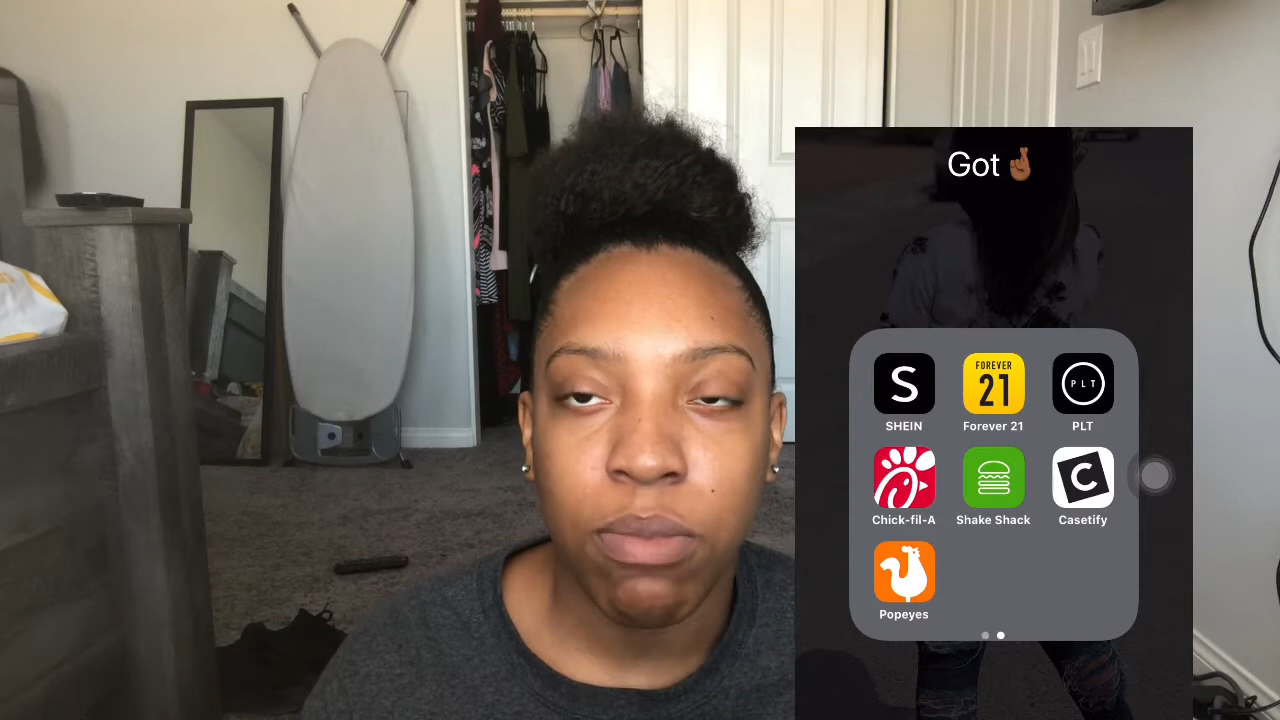 Got 🤞🏾
S
FOREVER
21
PLT
SHEIN
Forever 21
PLT
C
Chick-fil-A
Shake Shack
Casetify
Popeyes